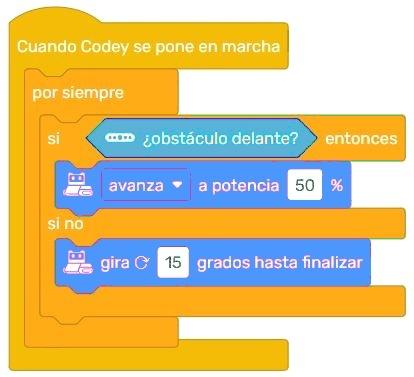 Cuando Codey se pone en marcha
por siempre
si ¿obstáculo delante? entonces
avanza a potencia 50 %
si no
gira 15 grados hasta finalizar